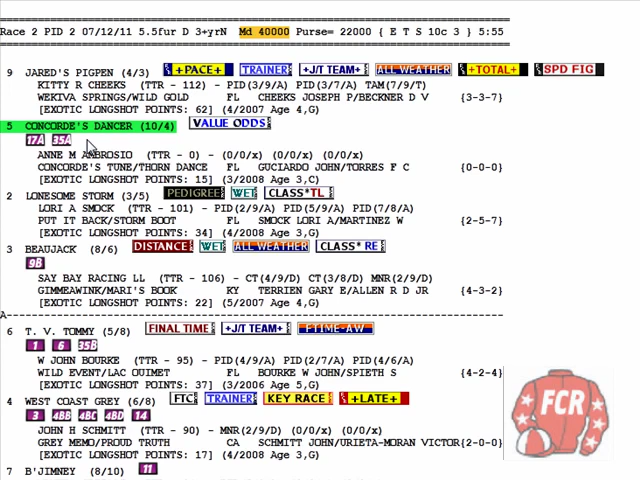 Race 2 PID 2 07/12/11 5.5fur D 3+yrN Md 40000 Purse= 22000 { E T S 10c 3 } 5:55
9 JARED'S PIGPEN (4/3) +PACE+ TRAINER +J/T TEAM+ ALL WEATHER +TOTAL+ SPD FIG
KITTY R CHEEKS (TTR - 112) - PID(3/9/A) PID(3/7/A) TAM(7/9/T)
WEKIVA SPRINGS/WILD GOLD FL CHEEKS JOSEPH P/BECKNER D V {3-3-7}
[EXOTIC LONGSHOT POINTS: 62] (4/2007 Age 4,G)
5 CONCORDE'S DANCER (10/4) VALUE ODDS
17A 35A
ANNE M AMBROSIO (TTR - 0) - (0/0/x) (0/0/x) (0/0/x)
CONCORDE'S TUNE/THORN DANCE FL GUCIARDO JOHN/TORRES F C {0-0-0}
[EXOTIC LONGSHOT POINTS: 15] (3/2008 Age 3,C)
2 LONESOME STORM (3/5) PEDIGREE WET CLASS*TL
LORI A SMOCK (TTR - 101) - PID(2/9/A) PID(5/9/A) PID(7/8/A)
PUT IT BACK/STORM BOOT FL SMOCK LORI A/MARTINEZ W {2-5-7}
[EXOTIC LONGSHOT POINTS: 34] (4/2008 Age 3,G)
3 BEAUJACK (8/6) DISTANCE WET ALL WEATHER CLASS* RE
9B
SAY BAY RACING LL (TTR - 106) - CT(4/9/D) CT(3/8/D) MNR(2/9/D)
GIMMEAWINK/MARI'S BOOK KY TERRIEN GARY E/ALLEN R D JR {4-3-2}
[EXOTIC LONGSHOT POINTS: 22] (5/2007 Age 4,G)
A
6 T. V. TOMMY (5/8) FINAL TIME +J/T TEAM+ FTIME-AW
1 6 35B
W JOHN BOURKE (TTR - 95) - PID(4/9/A) PID(2/7/A) PID(4/6/A)
WILD EVENT/LAC OUIMET FL BOURKE W JOHN/SPIETH S {4-2-4}
[EXOTIC LONGSHOT POINTS: 37] (3/2006 Age 5,G)
4 WEST COAST GREY (6/8) FTC TRAINER KEY RACE +LATE+
3 4BB 4BC 4BD 14
JOHN H SCHMITT (TTR - 90) - MNR(2/9/D) (0/0/x) (0/0/x)
GREY MEMO/PROUD TRUTH CA SCHMITT JOHN/URIETA-MORAN VICTOR{2-0-0}
[EXOTIC LONGSHOT POINTS: 17] (4/2008 Age 3,G)
7 B'JIMNEY (8/10) 11
FCR